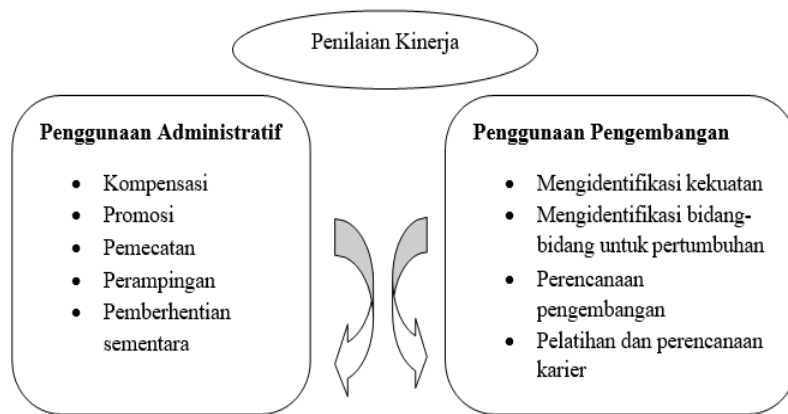 Penilaian Kinerja
Penggunaan Administratif
• Kompensasi
• Promosi
• Pemecatan
• Perampingan
• Pemberhentian
sementara
Penggunaan Pengembangan
• Mengidentifikasi kekuatan
• Mengidentifikasi bidang-
bidang untuk pertumbuhan
• Perencanaan
pengembangan
• Pelatihan dan perencanaan
karier